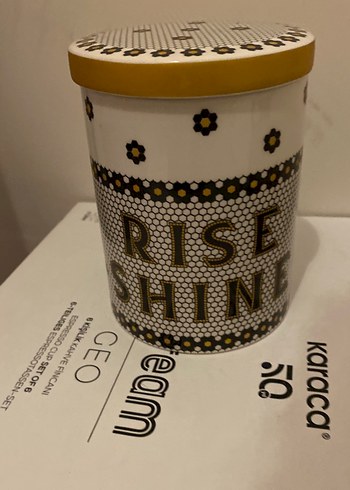 RISE
SHINE
karaca®
50
Team
CEO
6 KİŞİLİK KAHVE FİNCANI
ESPRESSO CUP SET OF 6
6-TEILIGES ESPRESSOTASSEN-SET